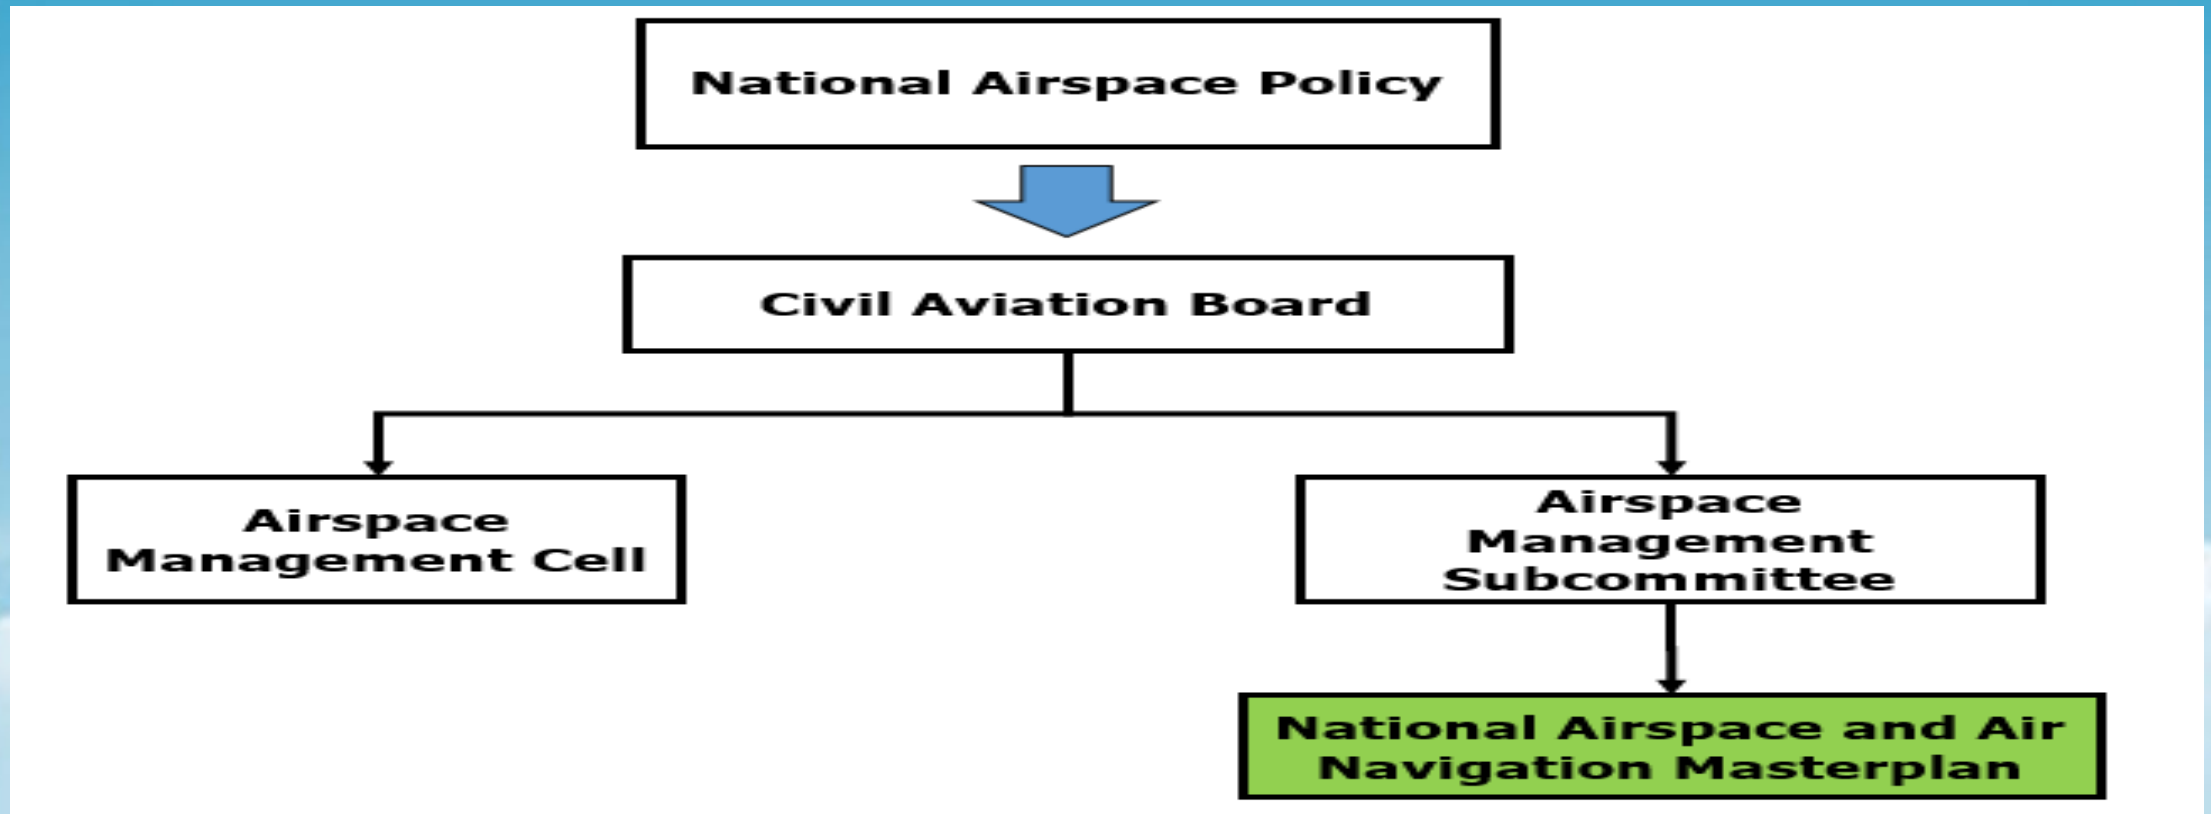 National Airspace Policy
Civil Aviation Board
Airspace
Management Cell
Airspace
Management
Subcommittee
National Airspace and Air
Navigation Masterplan